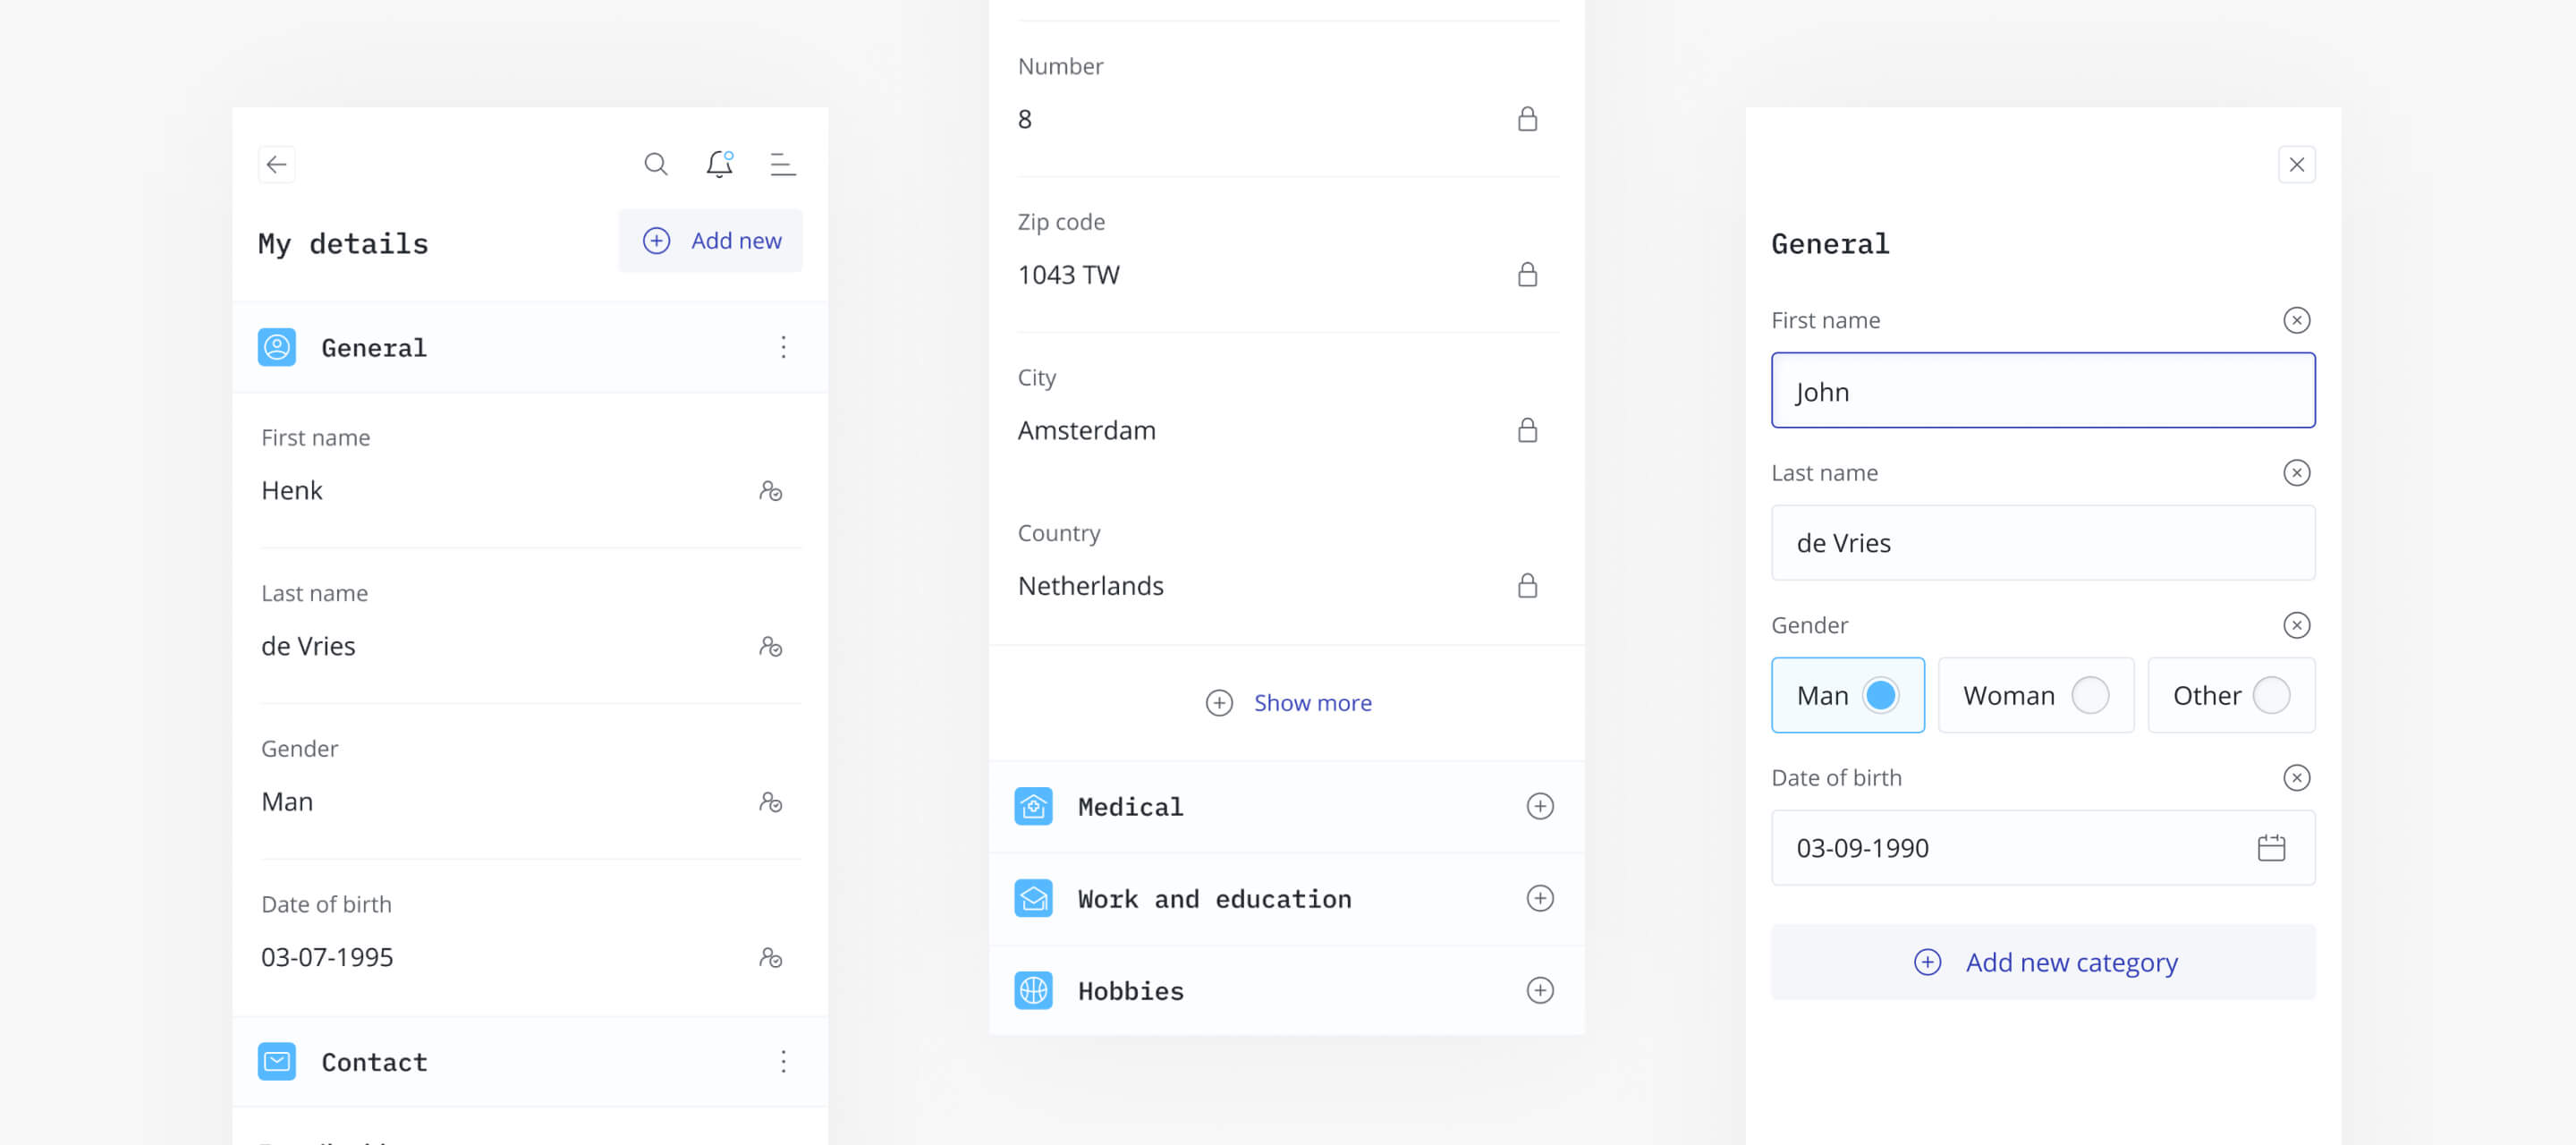 My details
Add new
General
First name
Henk
Last name
de Vries
Gender
Man
Date of birth
03-07-1995
Contact
Number
8
Zip code
1043 TW
City
Amsterdam
Country
Netherlands
Show more
Medical
Work and education
Hobbies
General
First name
John
Last name
de Vries
Gender
Man
Woman
Other
Date of birth
03-09-1990
Add new category